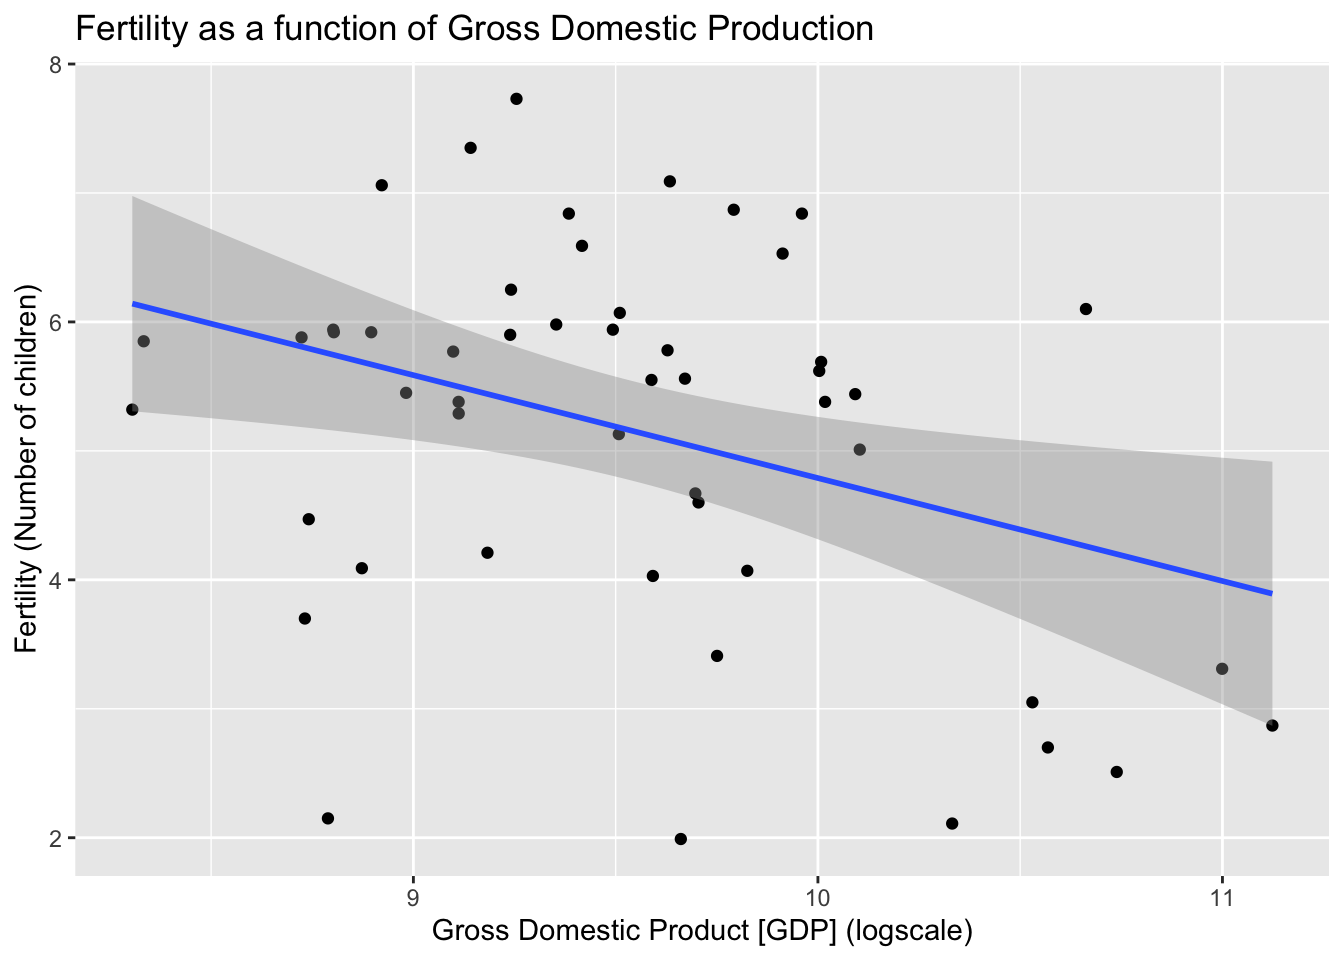 Fertility as a function of Gross Domestic Production
8
6
4
2
Fertility (Number of children)
9 10 11
Gross Domestic Product [GDP] (logscale)